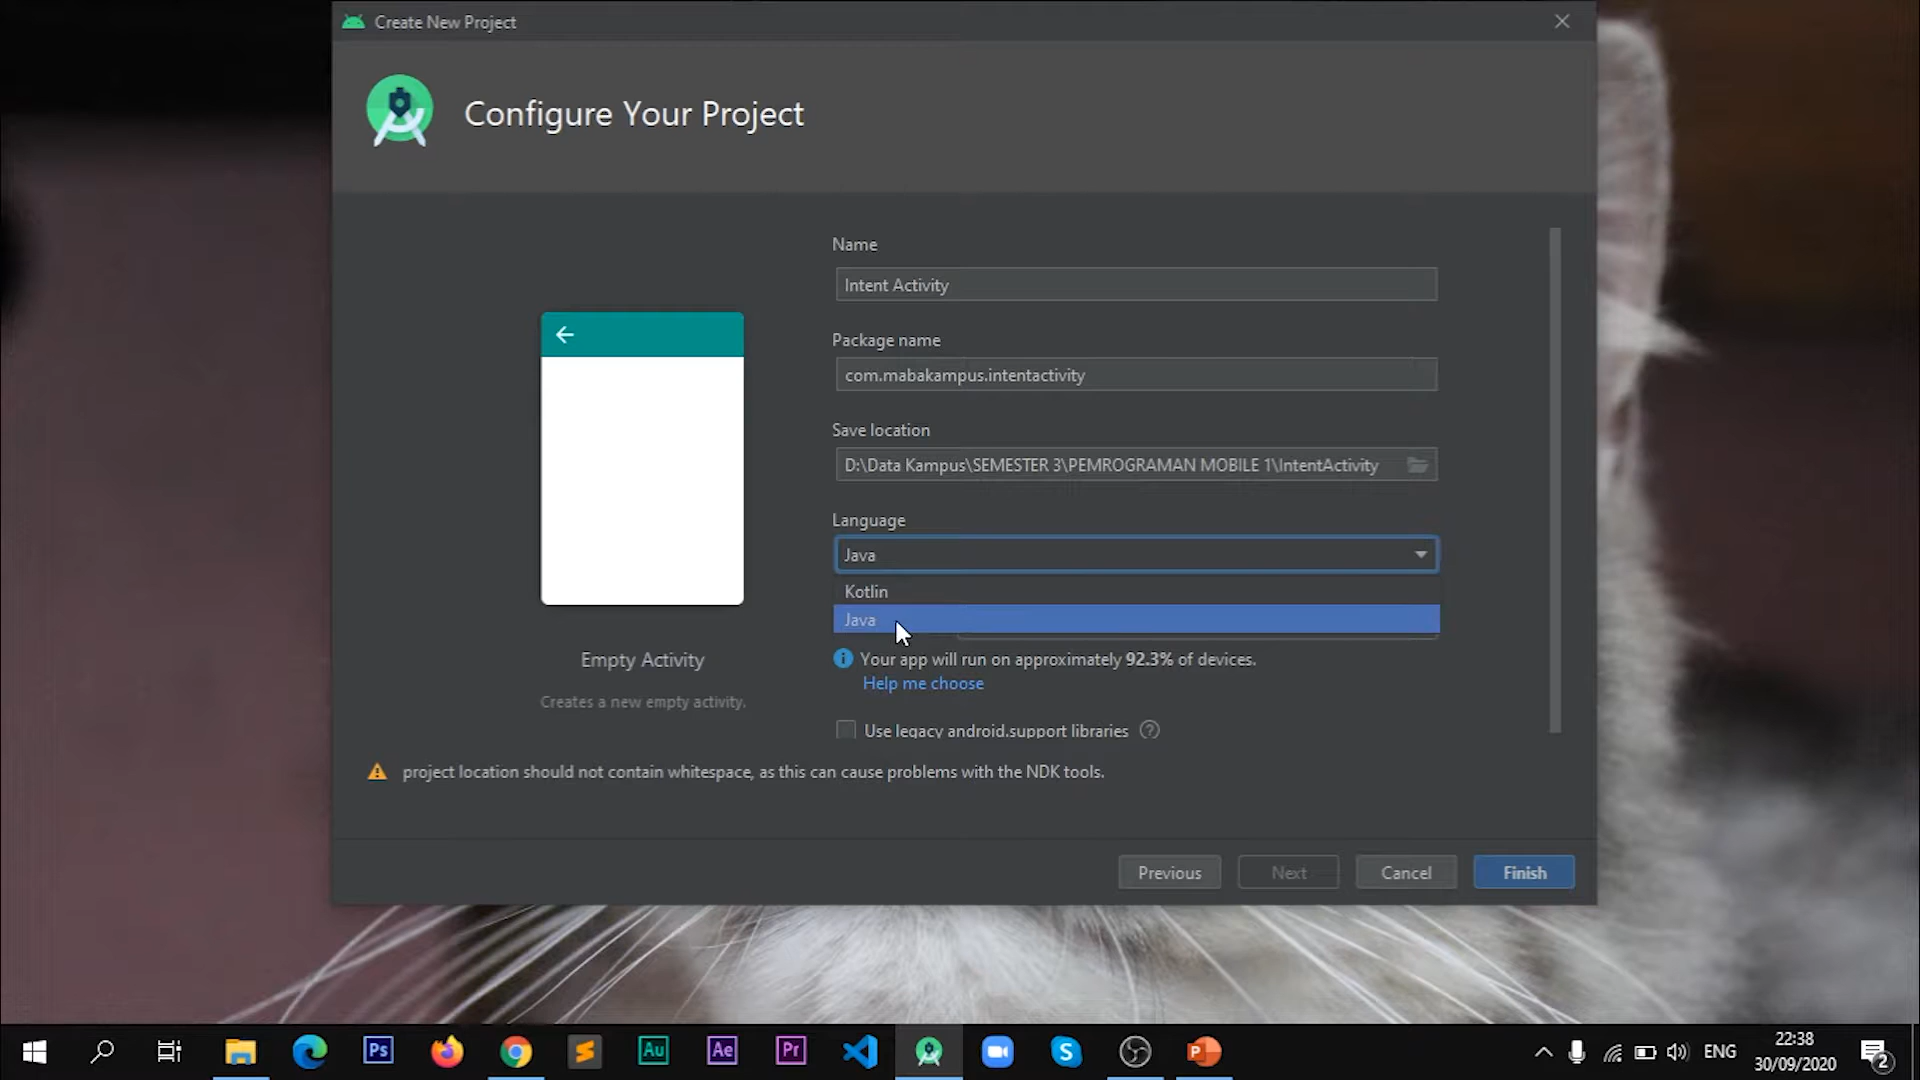 Create New Project
Configure Your Project
Name
Intent Activity
Package name
com.mabakampus.intentactivity
Save location
D:\Data Kampus\SEMESTER 3\PEMROGRAMAN MOBILE 1\IntentActivity
Language
Java
Kotlin
Java
Your app will run on approximately 92.3% of devices.
Help me choose
Use legacy android.support libraries ?
Empty Activity
Creates a new empty activity.
project location should not contain whitespace, as this can cause problems with the NDK tools.
Previous
Next
Cancel
Finish
Ps
Au
Ae
Pr
S
P
ENG
22:38
30/09/2020
2